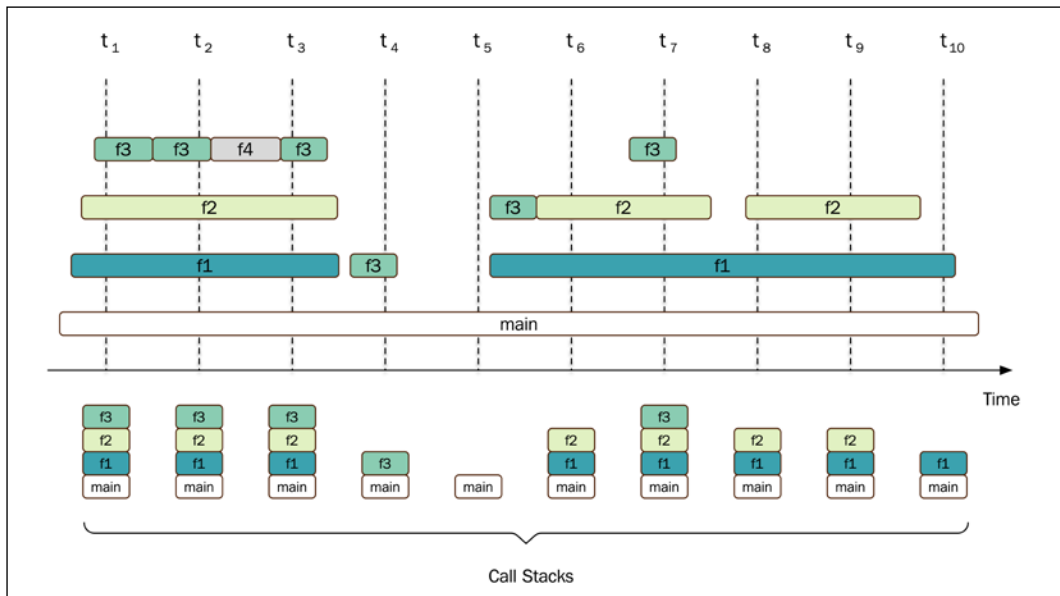 t1 t2 t3 t4 t5 t6 t7 t8 t9 t10
f3 f3 f4 f3 f3
f2 f3 f2 f2
f1 f3 f1
main
Time
f3 f3 f3 f3
f2 f2 f2 f2 f2 f2 f2
f1 f1 f1 f3 f1 f1 f1 f1 f1
main main main main main main main main main main
Call Stacks